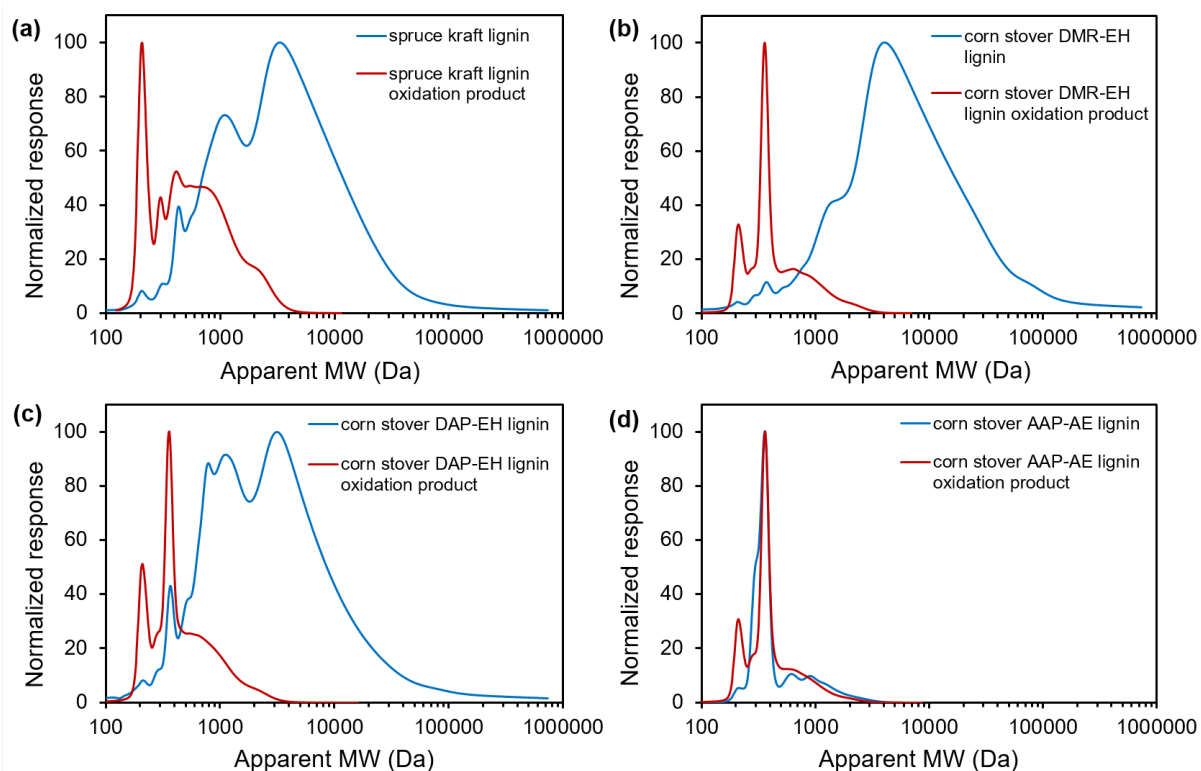 (a)
spruce kraft lignin
spruce kraft lignin
oxidation product
Normalized response
100
80
60
40
20
0
100
1000
10000
100000
1000000
Apparent MW (Da)
(b)
corn stover DMR-EH
lignin
corn stover DMR-EH
lignin oxidation product
Normalized response
100
80
60
40
20
0
100
1000
10000
100000
1000000
Apparent MW (Da)
(c)
corn stover DAP-EH lignin
corn stover DAP-EH lignin
oxidation product
Normalized response
100
80
60
40
20
0
100
1000
10000
100000
1000000
Apparent MW (Da)
(d)
corn stover AAP-AE lignin
corn stover AAP-AE lignin
oxidation product
Normalized response
100
80
60
40
20
0
100
1000
10000
100000
1000000
Apparent MW (Da)